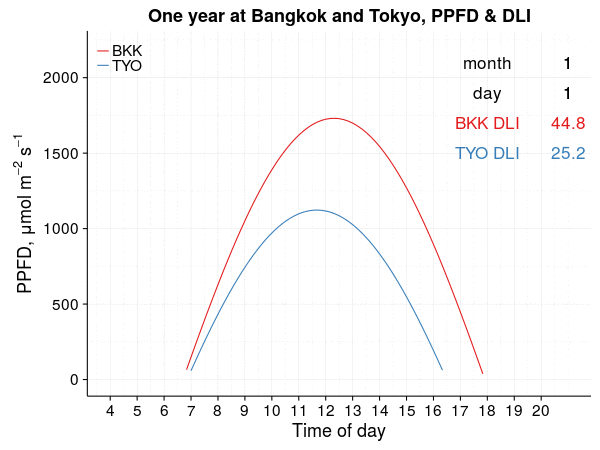 One year at Bangkok and Tokyo, PPFD & DLI
BKK
TYO
month 1
day 1
BKK DLI 44.8
TYO DLI 25.2
PPFD, µmol m⁻² s⁻¹
2000
1500
1000
500
0
4 5 6 7 8 9 10 11 12 13 14 15 16 17 18 19 20
Time of day